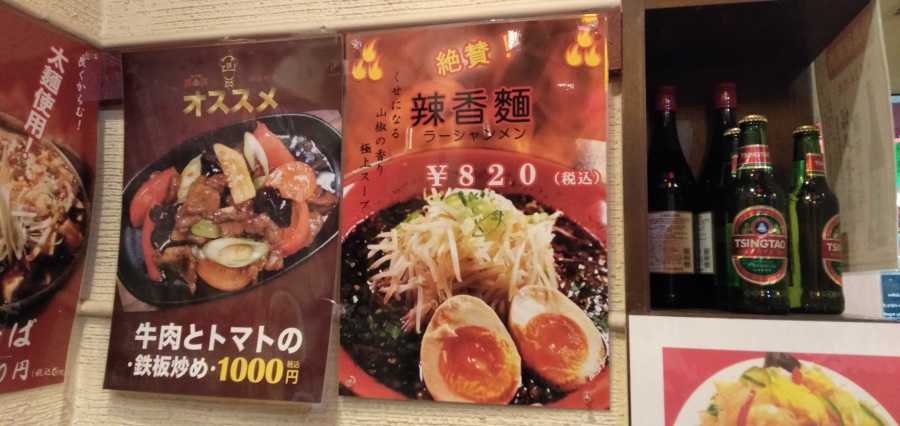 良くからむ!
太麺使用!
ば
0円
オススメ
牛肉とトマトの
・鉄板炒め・1000円
税込
絶賛!
くせになる
山椒の香り
極上スープ
辣香麵
ラーシャンメン
¥820(税込)
TSINGTAO
TSINGTAO